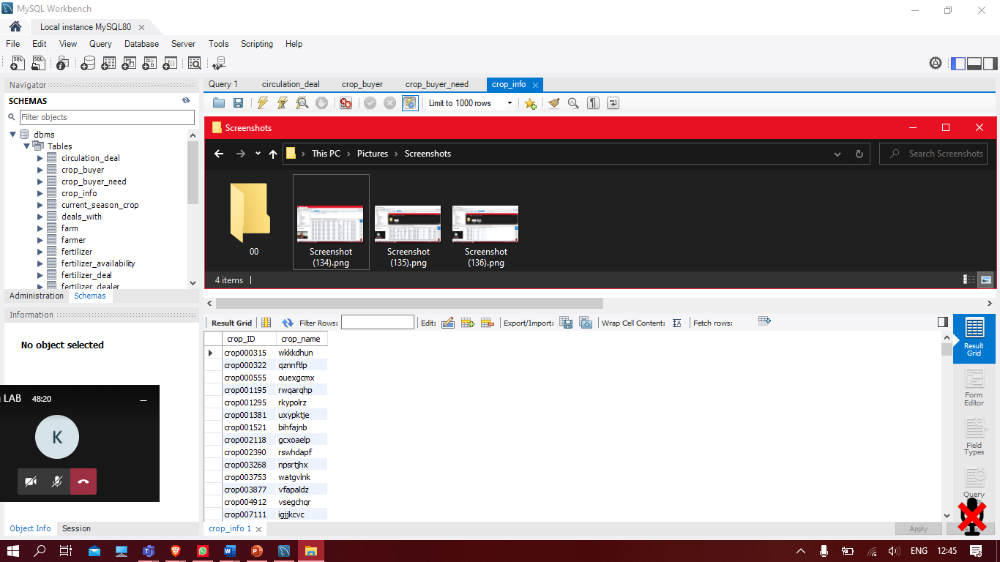 MySQL Workbench
Local instance MySQL80
File Edit View Query Database Server Tools Scripting Help
Navigator
SCHEMAS
Filter objects
dbms
Tables
circulation_deal
crop_buyer
crop_buyer_need
crop_info
current_season_crop
deals_with
farm
farmer
fertilizer
fertilizer_availability
fertilizer_deal
fertilizer_dealer
Administration Schemas
Information
No object selected
LAB 48:20
K
Object Info Session
Query 1 circulation_deal crop_buyer crop_buyer_need crop_info
Limit to 1000 rows
Screenshots
This PC Pictures Screenshots
Search Screenshots
00
Screenshot
(134).png
Screenshot
(135).png
Screenshot
(136).png
4 items
Result Grid Filter Rows: Edit: Export/Import: Wrap Cell Content: Fetch rows:
crop_ID crop_name
crop000315 wkkkdhun
crop000322 qznnftlp
crop000555 ouexgcmx
crop001195 rwqarqhp
crop001295 rkypolrz
crop001381 uxypktje
crop001521 bihfajnb
crop002118 gcxoaelp
crop002390 rswhdapf
crop003268 npsrtjhx
crop003753 watgvlnk
crop003877 vfapaldz
crop004912 vsegchqr
crop007111 igjjkcvc
Result
Grid
Form
Editor
Field
Types
Query
crop_info 1
Apply
ENG 12:45